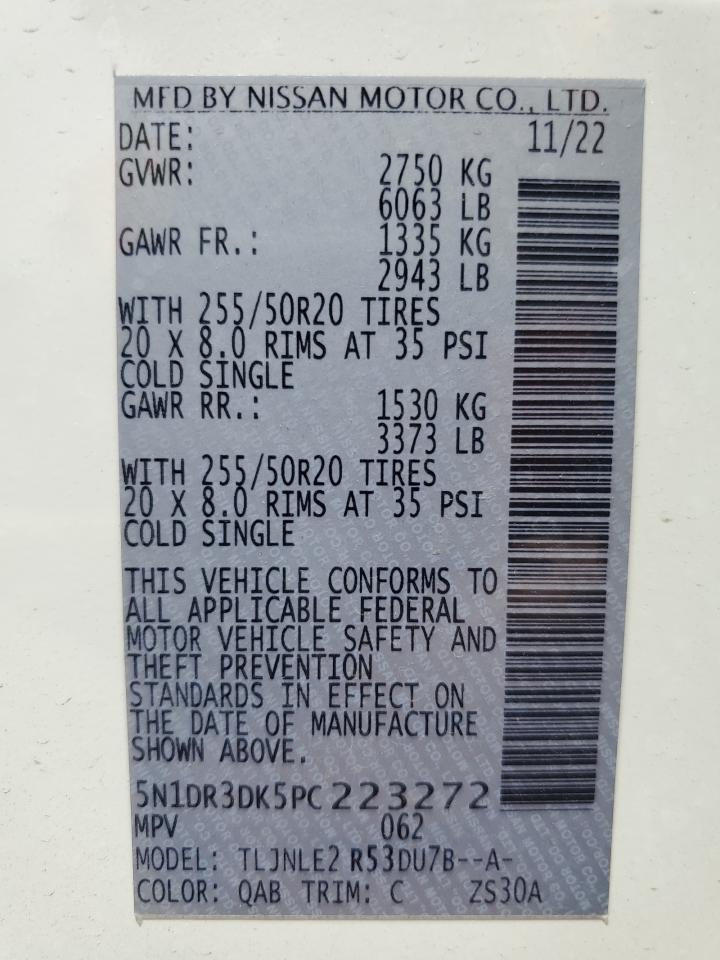 MFD BY NISSAN MOTOR CO., LTD.
DATE: 11/22
GVWR: 2750 KG
6063 LB
GAWR FR.: 1335 KG
2943 LB
WITH 255/50R20 TIRES
20 X 8.0 RIMS AT 35 PSI
COLD SINGLE
GAWR RR.: 1530 KG
3373 LB
WITH 255/50R20 TIRES
20 X 8.0 RIMS AT 35 PSI
COLD SINGLE
THIS VEHICLE CONFORMS TO
ALL APPLICABLE FEDERAL
MOTOR VEHICLE SAFETY AND
THEFT PREVENTION
STANDARDS IN EFFECT ON
THE DATE OF MANUFACTURE
SHOWN ABOVE.
5N1DR3DK5PC223272
MPV 062
MODEL: TLJNLE2 R53DU7B--A-
COLOR: QAB TRIM: C ZS30A